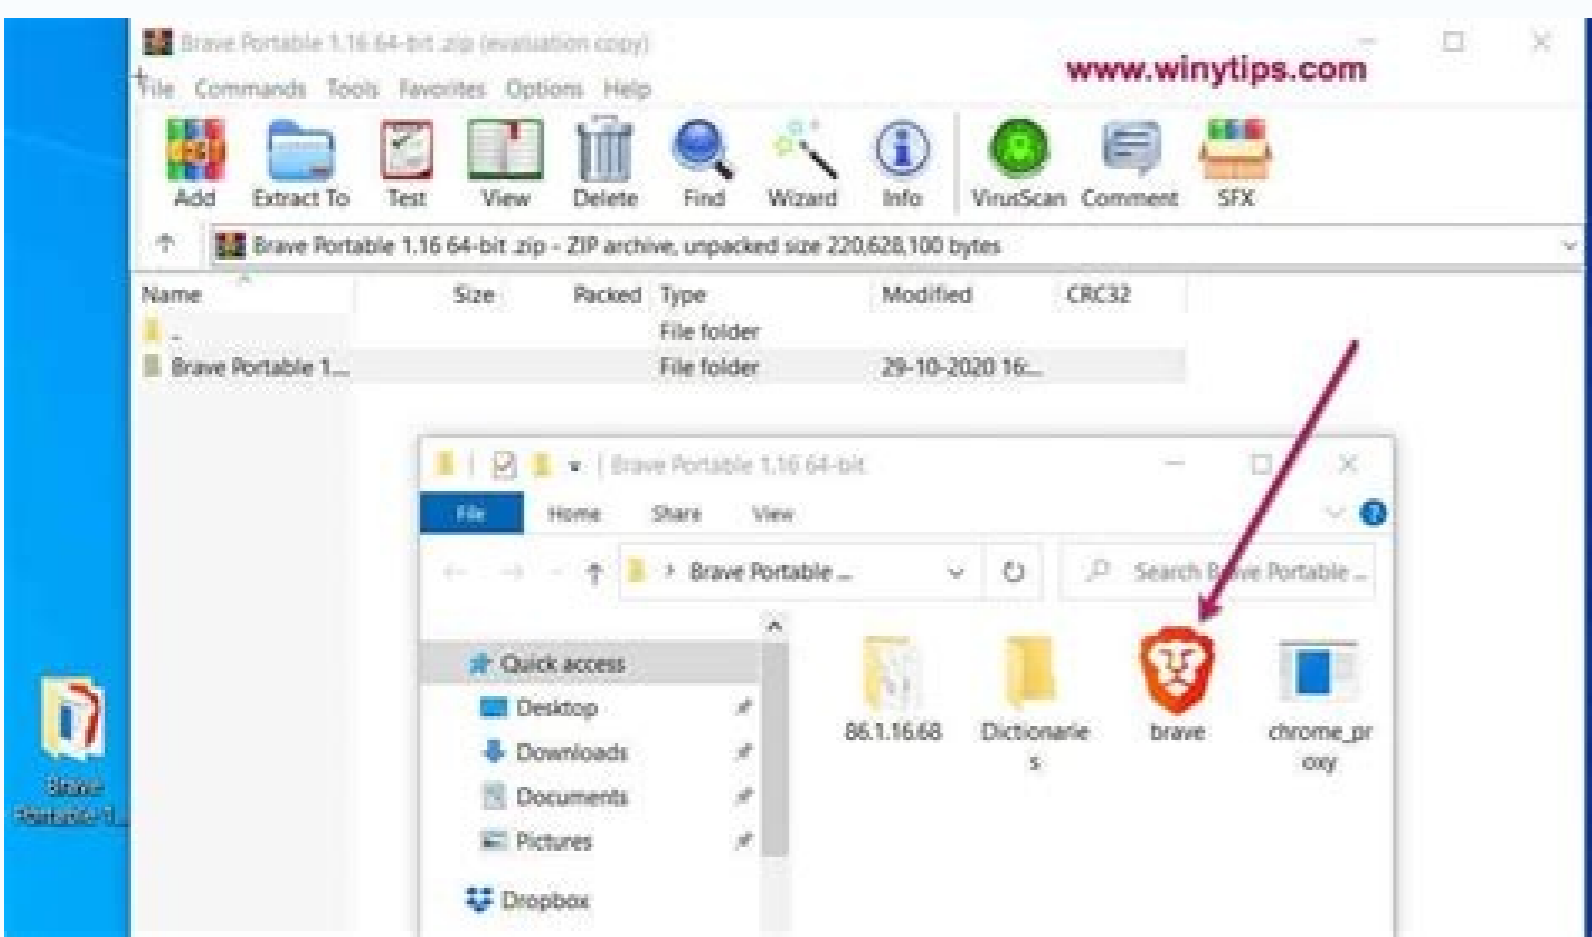 Brave Portable 1.16 64-bit .zip (evaluation copy)
www.winytips.com
File Commands Tools Favorites Options Help
Add Extract To Test View Delete Find Wizard Info VirusScan Comment SFX
Brave Portable 1.16 64-bit .zip - ZIP archive, unpacked size 220,628,100 bytes
Name Size Packed Type Modified CRC32
.. File folder
Brave Portable 1.... File folder 29-10-2020 16:...
Brave Portable 1.16 64-bit
File Home Share View
Brave Portable ... Search Brave Portable ...
Quick access
Desktop
Downloads
Documents
Pictures
Dropbox
86.1.16.68
Dictionarie
s
brave
chrome_pr
oxy
Brave
Portable 1...